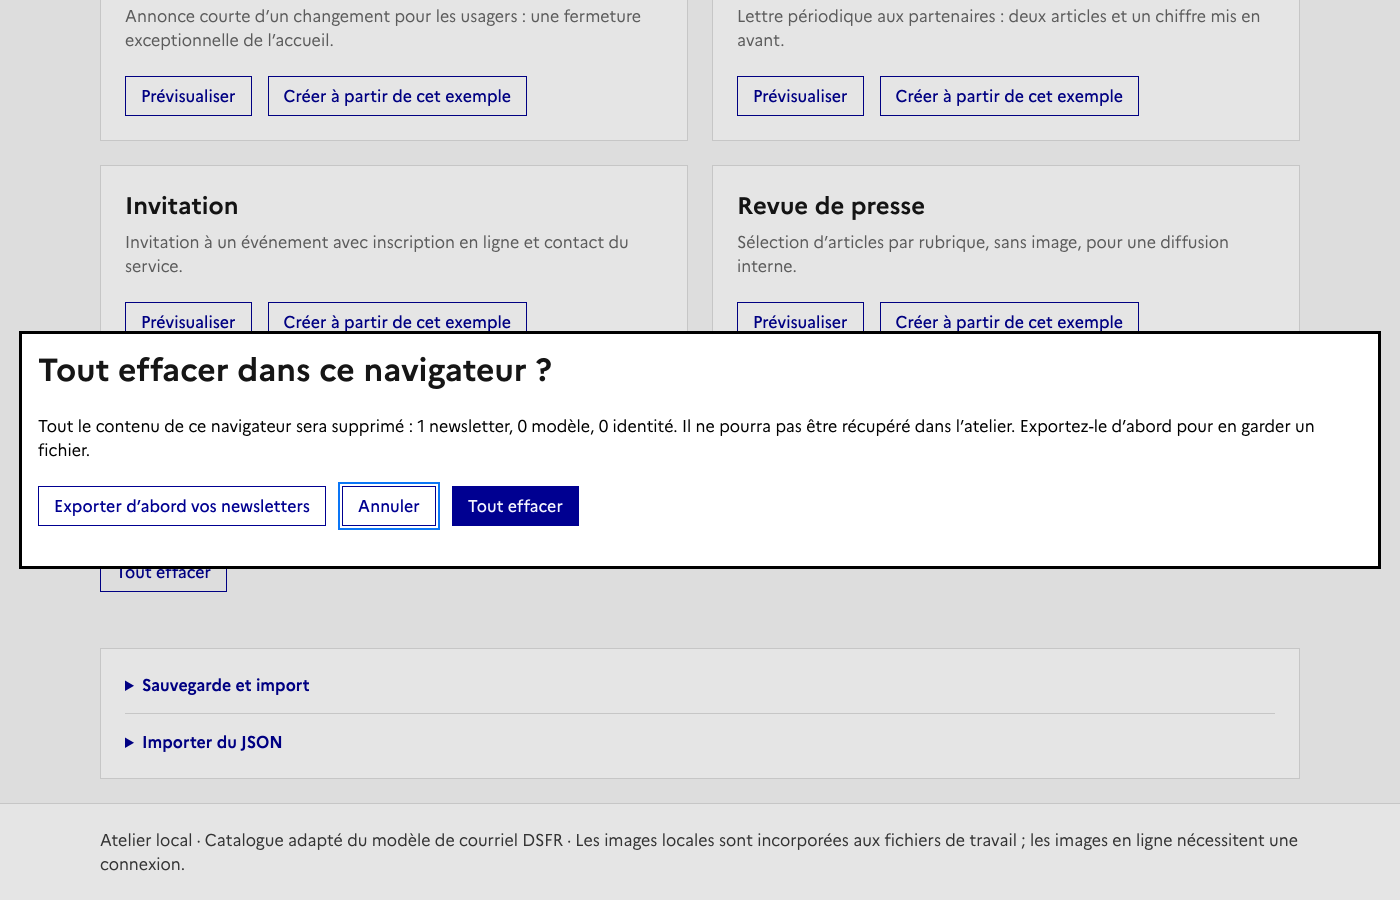 Annonce courte d’un changement pour les usagers : une fermeture
exceptionnelle de l’accueil.
Prévisualiser
Créer à partir de cet exemple
Lettre périodique aux partenaires : deux articles et un chiffre mis en
avant.
Prévisualiser
Créer à partir de cet exemple
Invitation
Invitation à un événement avec inscription en ligne et contact du
service.
Prévisualiser
Créer à partir de cet exemple
Revue de presse
Sélection d’articles par rubrique, sans image, pour une diffusion
interne.
Prévisualiser
Créer à partir de cet exemple
Tout effacer dans ce navigateur ?
Tout le contenu de ce navigateur sera supprimé : 1 newsletter, 0 modèle, 0 identité. Il ne pourra pas être récupéré dans l’atelier. Exportez-le d’abord pour en garder un
fichier.
Exporter d’abord vos newsletters
Annuler
Tout effacer
Tout effacer
Sauvegarde et import
Importer du JSON
Atelier local · Catalogue adapté du modèle de courriel DSFR · Les images locales sont incorporées aux fichiers de travail ; les images en ligne nécessitent une
connexion.